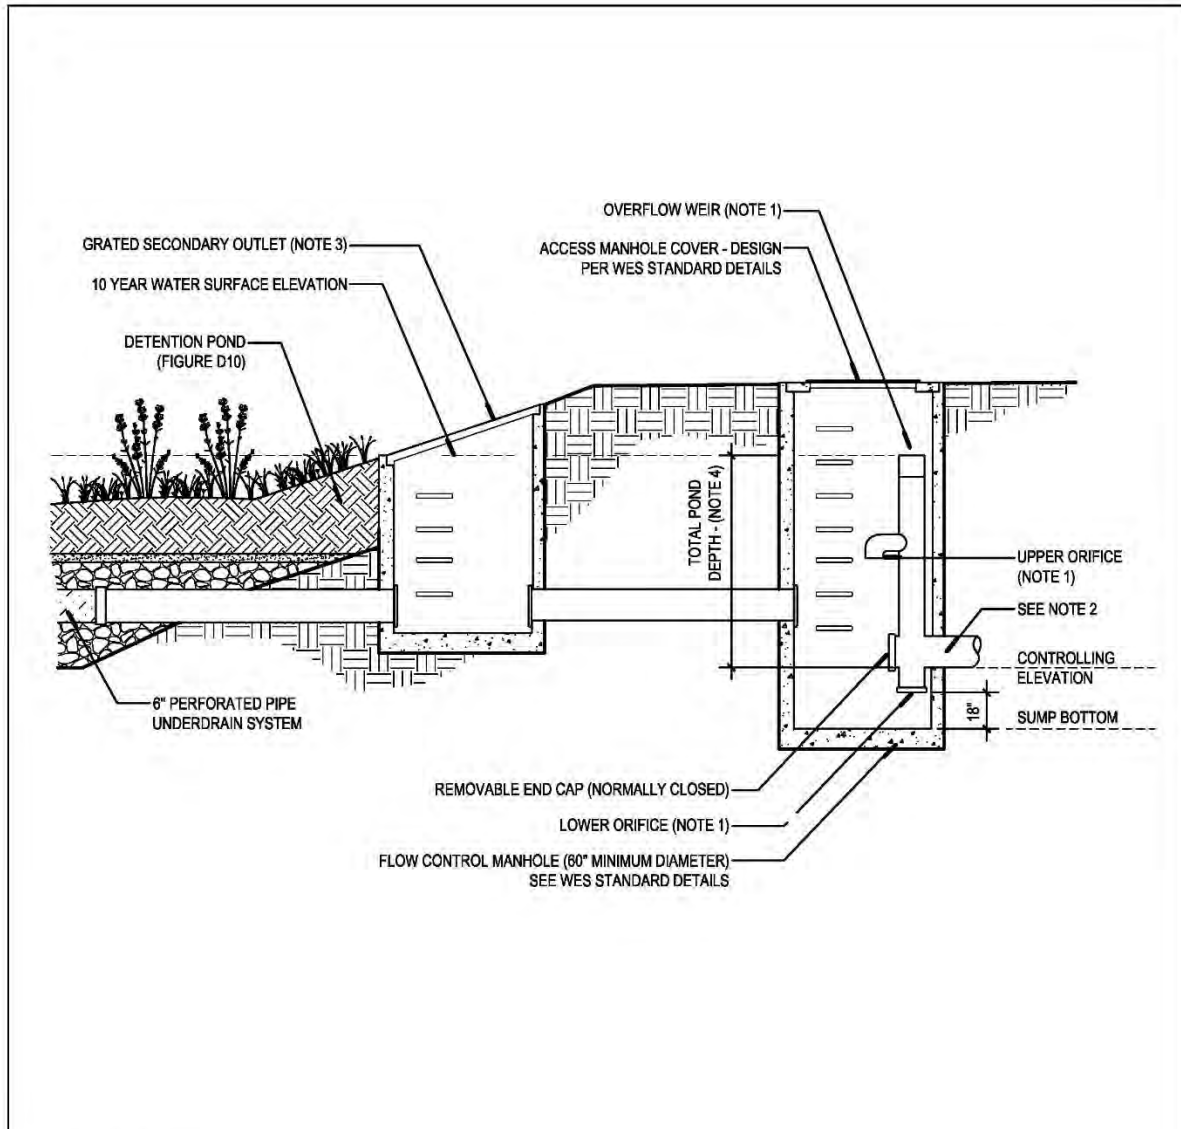 OVERFLOW WEIR (NOTE 1)
GRATED SECONDARY OUTLET (NOTE 3)
ACCESS MANHOLE COVER - DESIGN
PER WES STANDARD DETAILS
10 YEAR WATER SURFACE ELEVATION
DETENTION POND
(FIGURE D10)
TOTAL POND
DEPTH - (NOTE 4)
UPPER ORIFICE
(NOTE 1)
SEE NOTE 2
CONTROLLING
ELEVATION
6" PERFORATED PIPE
UNDERDRAIN SYSTEM
18"
SUMP BOTTOM
REMOVABLE END CAP (NORMALLY CLOSED)
LOWER ORIFICE (NOTE 1)
FLOW CONTROL MANHOLE (60" MINIMUM DIAMETER)
SEE WES STANDARD DETAILS